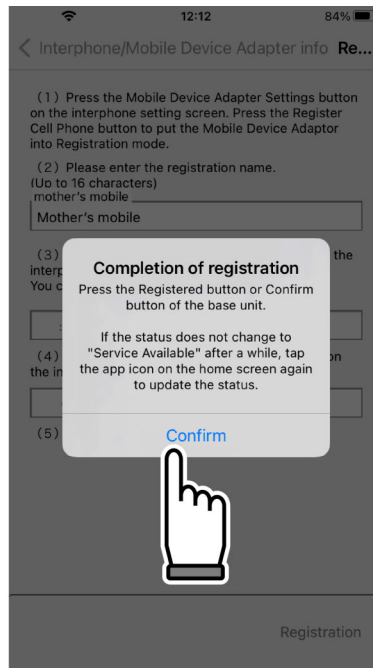 12:12
84%
Interphone/Mobile Device Adapter info Re...
(1) Press the Mobile Device Adapter Settings button
on the interphone setting screen. Press the Register
Cell Phone button to put the Mobile Device Adaptor
into Registration mode.
(2) Please enter the registration name.
(Up to 16 characters)
mother's mobile
Mother's mobile
(3) the
interp
You c
Completion of registration
Press the Registered button or Confirm
button of the base unit.
If the status does not change to
"Service Available" after a while, tap
the app icon on the home screen again
to update the status.
Confirm
(4) on
the in
(5)
Registration